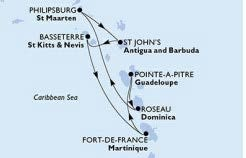 PHILIPSBURG
St Maarten
BASSETERRE
St Kitts & Nevis
ST JOHN'S
Antigua and Barbuda
POINTE-A-PITRE
Guadeloupe
Caribbean Sea
ROSEAU
Dominica
FORT-DE-FRANCE
Martinique